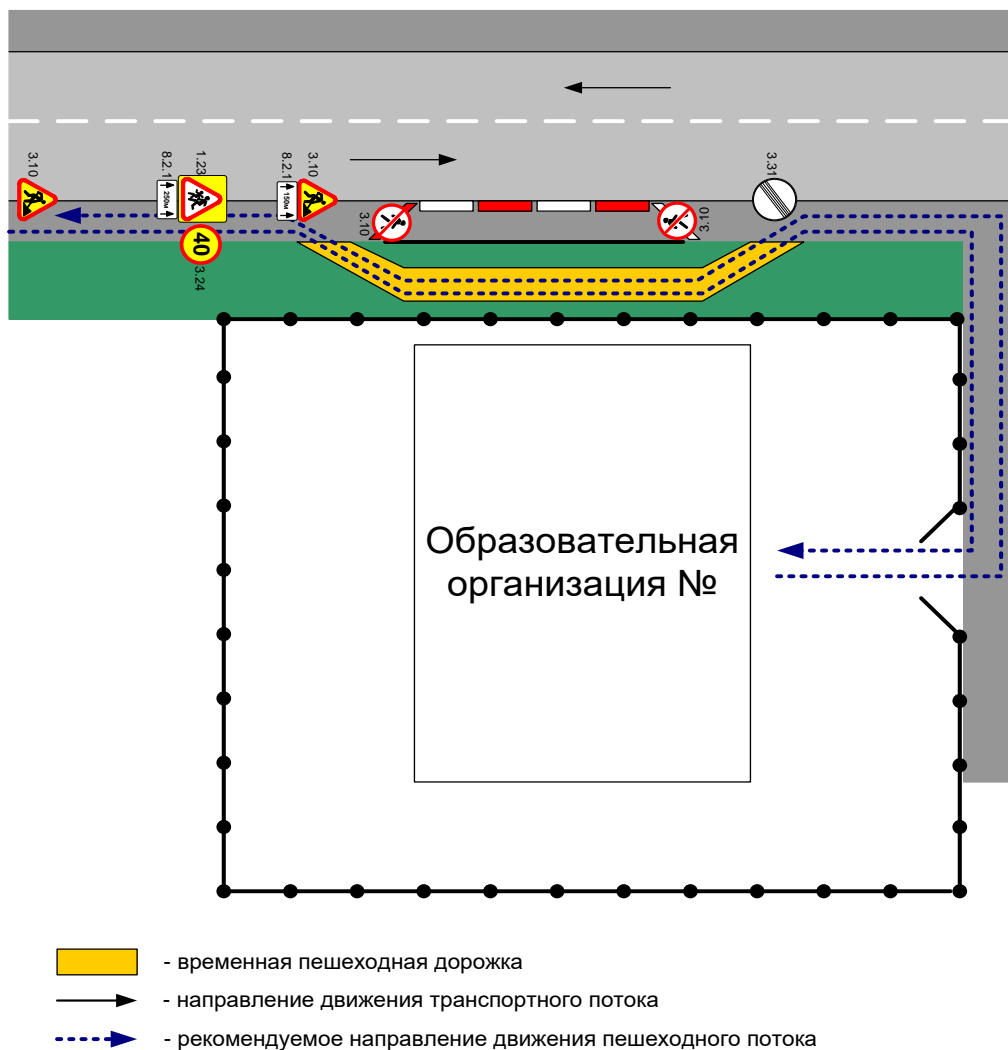 3.10
8.2.1
1.23
8.2.1
3.10
3.31
250м
150м
3.10
3.10
40
3.24
Образовательная
организация №
- временная пешеходная дорожка
- направление движения транспортного потока
- рекомендуемое направление движения пешеходного потока